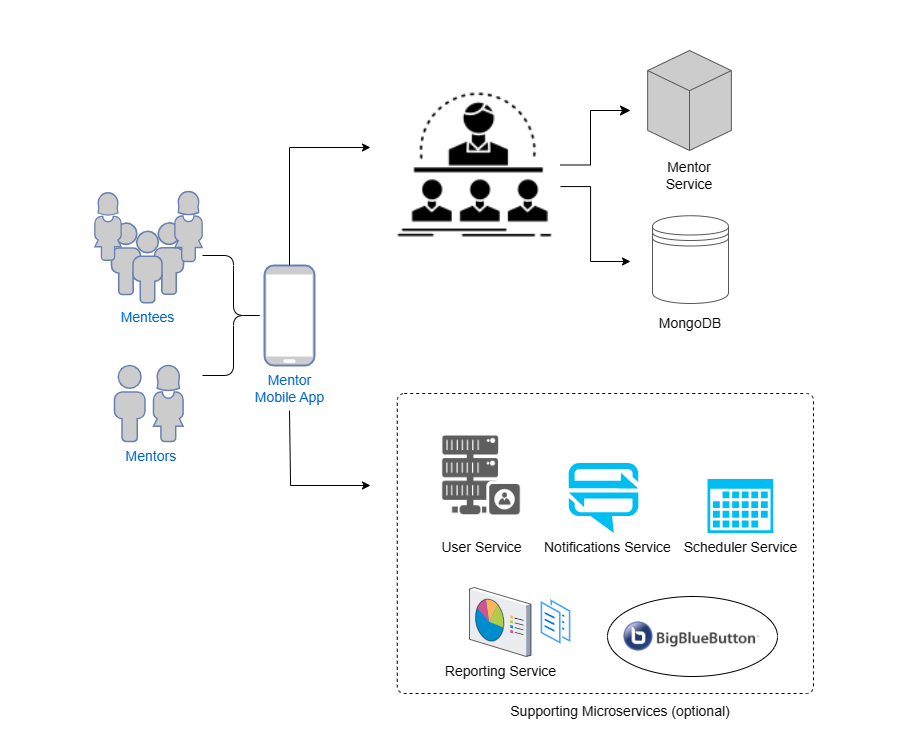 Mentor
Service
MongoDB
Mentees
Mentor
Mobile App
Mentors
User Service
Notifications Service
Scheduler Service
b BigBlueButton
Reporting Service
Supporting Microservices (optional)